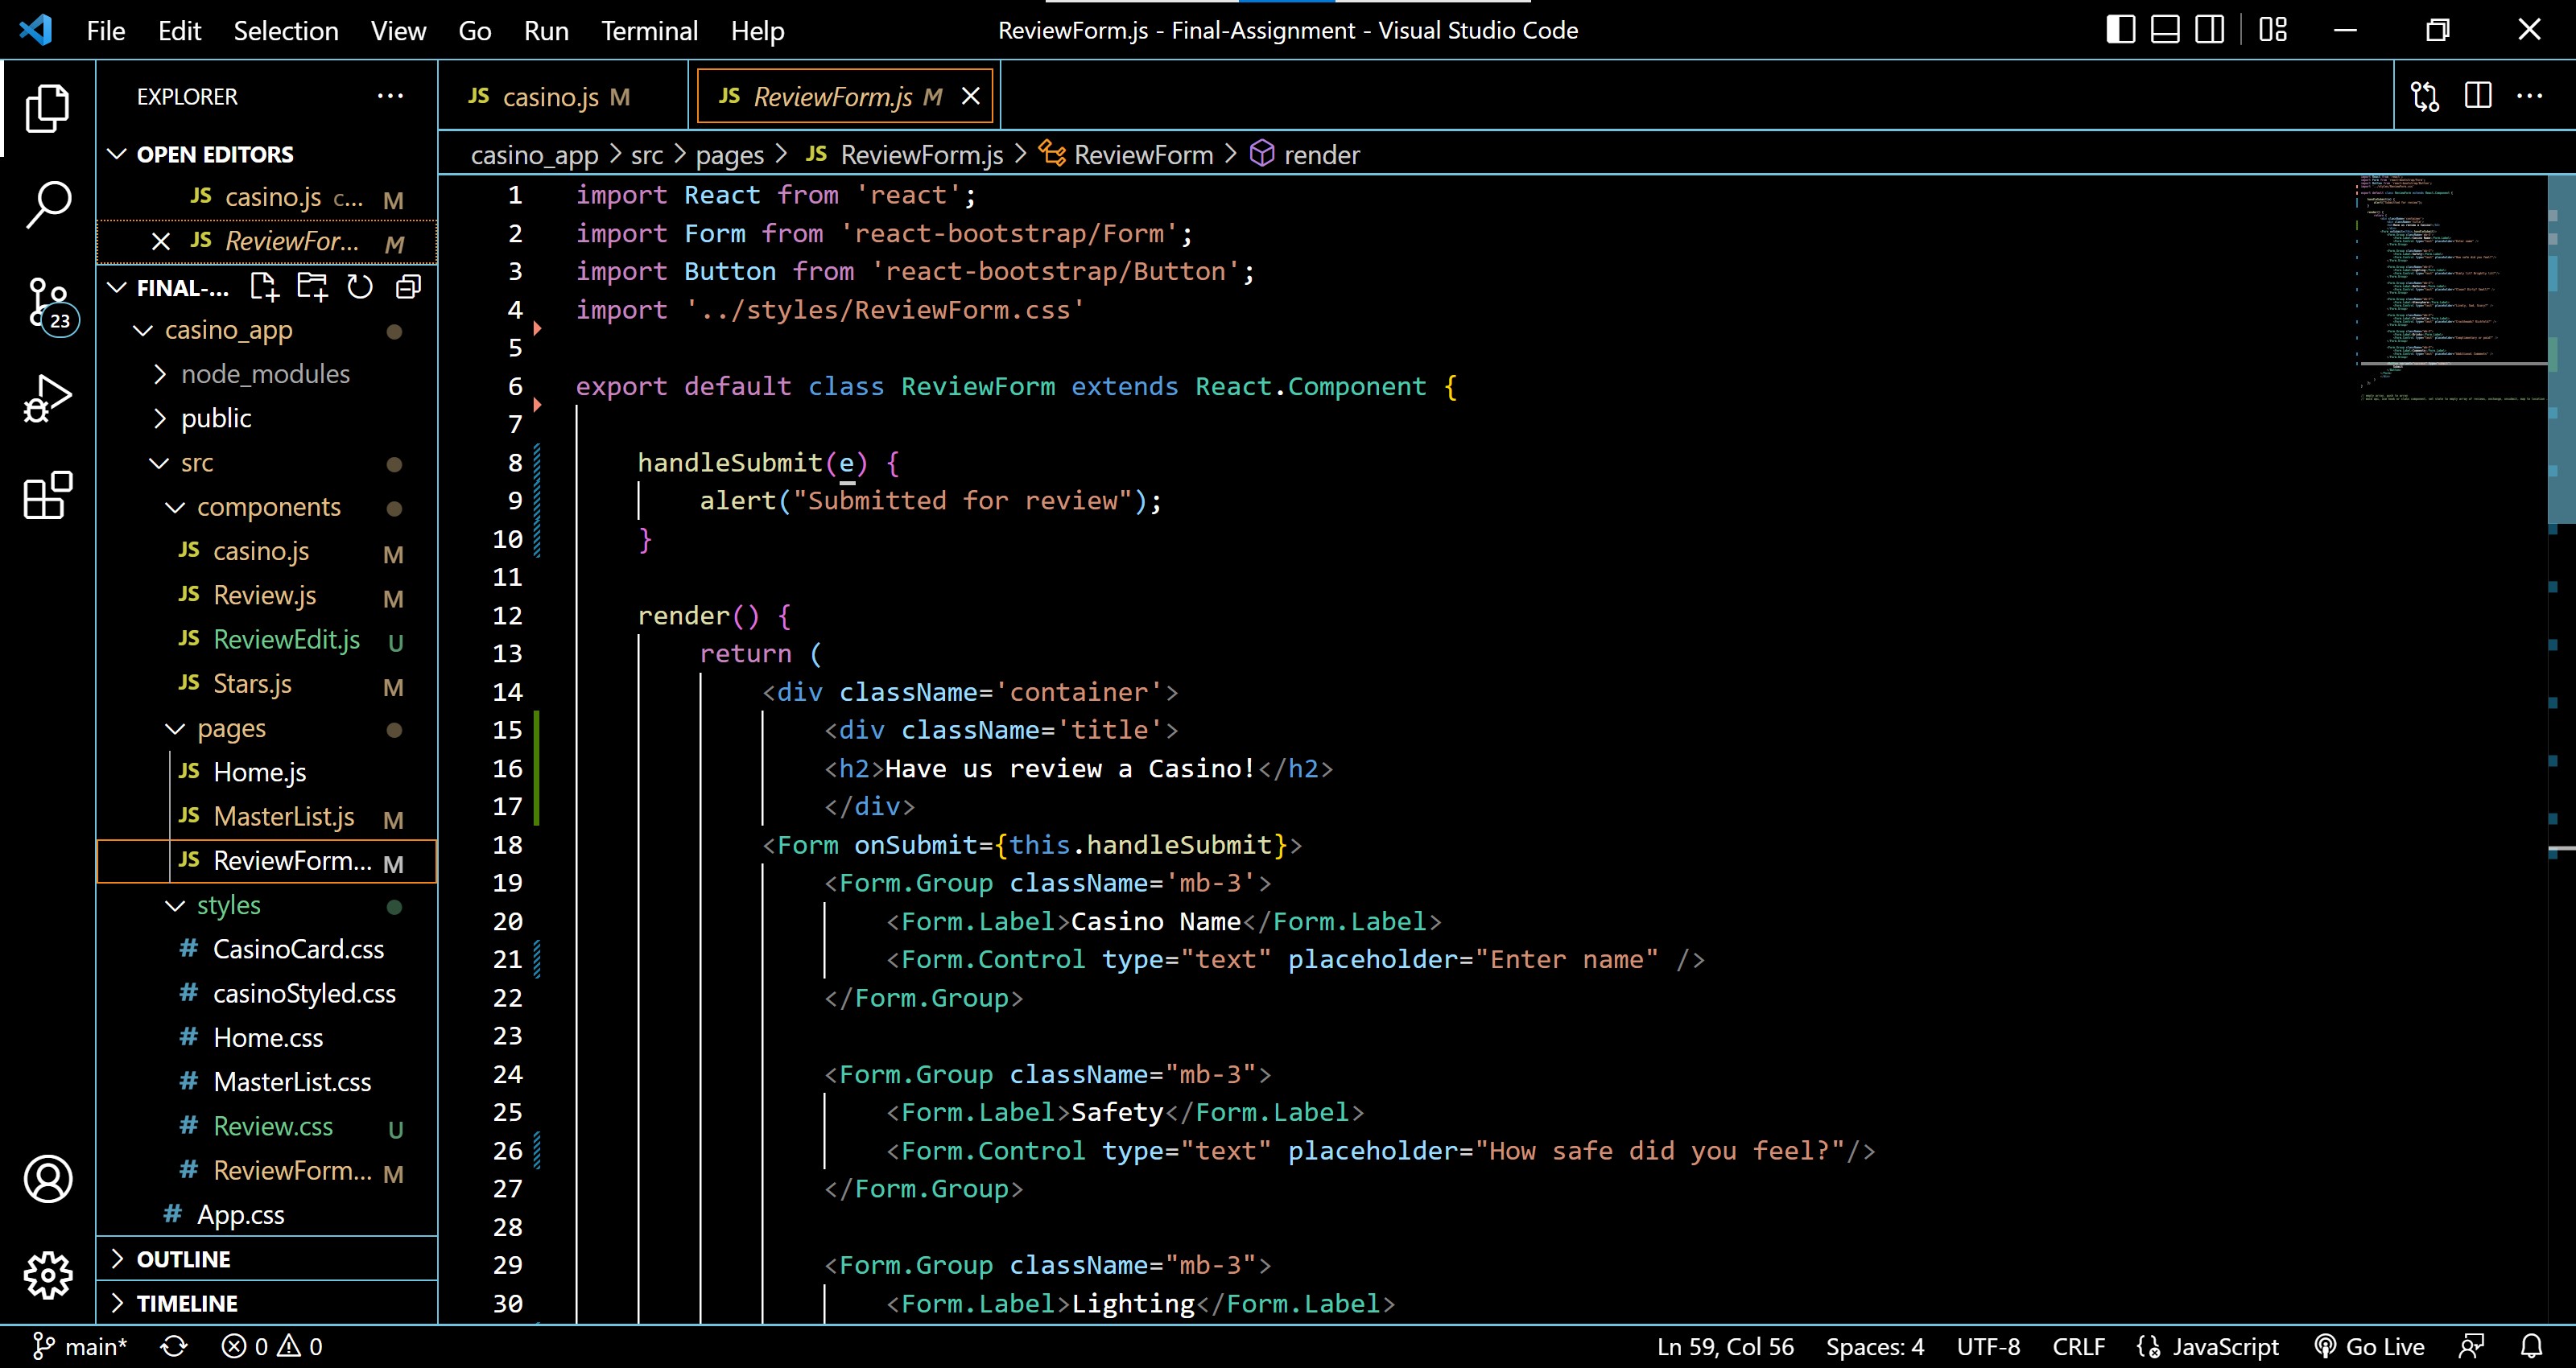 File Edit Selection View Go Run Terminal Help
ReviewForm.js - Final-Assignment - Visual Studio Code
EXPLORER
OPEN EDITORS
JS casino.js c... M
JS ReviewFor... M
FINAL-...
casino_app
node_modules
public
src
components
JS casino.js M
JS Review.js M
JS ReviewEdit.js U
JS Stars.js M
pages
JS Home.js
JS MasterList.js M
JS ReviewForm... M
styles
# CasinoCard.css
# casinoStyled.css
# Home.css
# MasterList.css
# Review.css U
# ReviewForm... M
# App.css
OUTLINE
TIMELINE
23
JS casino.js M
JS ReviewForm.js M
casino_app > src > pages > JS ReviewForm.js > ReviewForm > render
1 import React from 'react';
2 import Form from 'react-bootstrap/Form';
3 import Button from 'react-bootstrap/Button';
4 import '../styles/ReviewForm.css'
5
6 export default class ReviewForm extends React.Component {
7
8 handleSubmit(e) {
9 alert("Submitted for review");
10 }
11
12 render() {
13 return (
14 <div className='container'>
15 <div className='title'>
16 <h2>Have us review a Casino!</h2>
17 </div>
18 <Form onSubmit={this.handleSubmit}>
19 <Form.Group className='mb-3'>
20 <Form.Label>Casino Name</Form.Label>
21 <Form.Control type="text" placeholder="Enter name" />
22 </Form.Group>
23
24 <Form.Group className="mb-3">
25 <Form.Label>Safety</Form.Label>
26 <Form.Control type="text" placeholder="How safe did you feel?"/>
27 </Form.Group>
28
29 <Form.Group className="mb-3">
30 <Form.Label>Lighting</Form.Label>
main* 0 0 Ln 59, Col 56 Spaces: 4 UTF-8 CRLF JavaScript Go Live